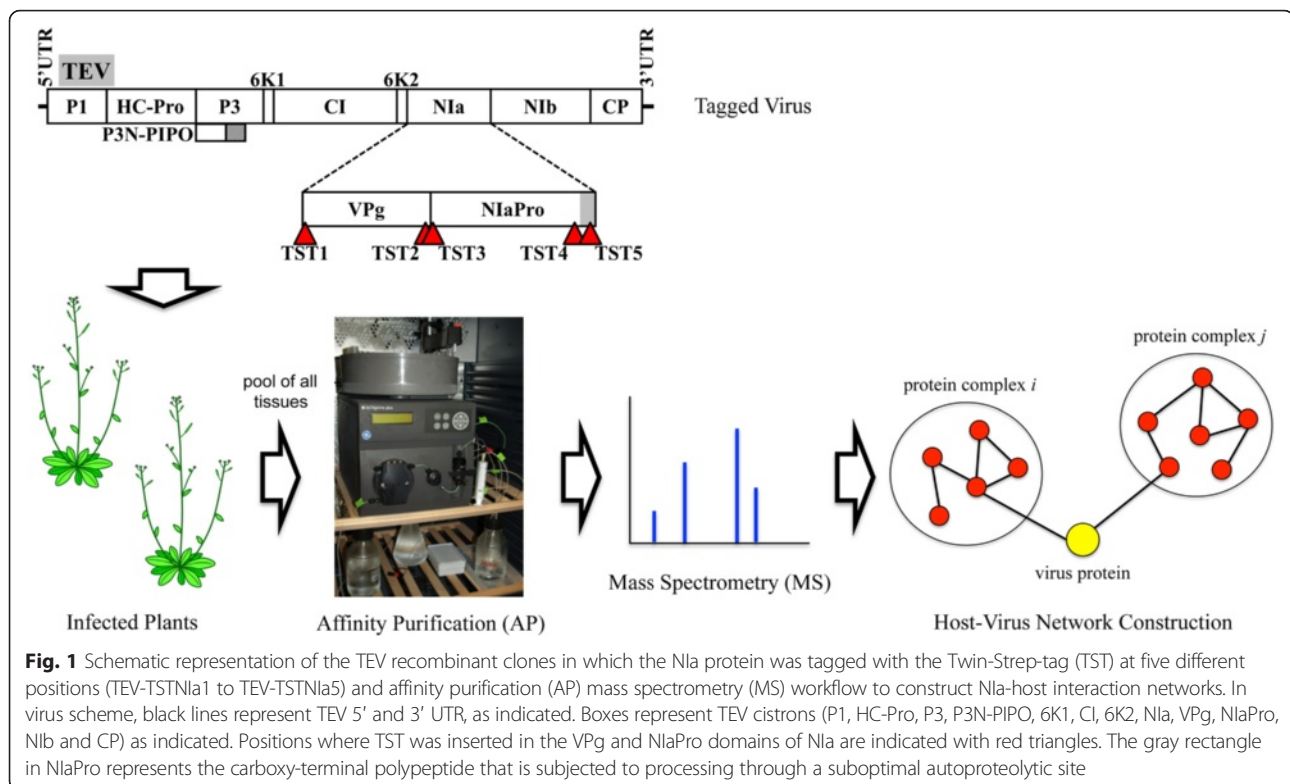 5'UTR
TEV
6K1
6K2
3'UTR
P1
HC-Pro
P3
CI
NIa
NIb
CP
Tagged Virus
P3N-PIPO
VPg
NIaPro
TST1
TST2
TST3
TST4
TST5
pool of all
tissues
protein complex i
protein complex j
virus protein
Infected Plants
Affinity Purification (AP)
Mass Spectrometry (MS)
Host-Virus Network Construction
Fig. 1 Schematic representation of the TEV recombinant clones in which the NIa protein was tagged with the Twin-Strep-tag (TST) at five different
positions (TEV-TSTNIa1 to TEV-TSTNIa5) and affinity purification (AP) mass spectrometry (MS) workflow to construct NIa-host interaction networks. In
virus scheme, black lines represent TEV 5′ and 3′ UTR, as indicated. Boxes represent TEV cistrons (P1, HC-Pro, P3, P3N-PIPO, 6K1, CI, 6K2, NIa, VPg, NIaPro,
NIb and CP) as indicated. Positions where TST was inserted in the VPg and NIaPro domains of NIa are indicated with red triangles. The gray rectangle
in NIaPro represents the carboxy-terminal polypeptide that is subjected to processing through a suboptimal autoproteolytic site